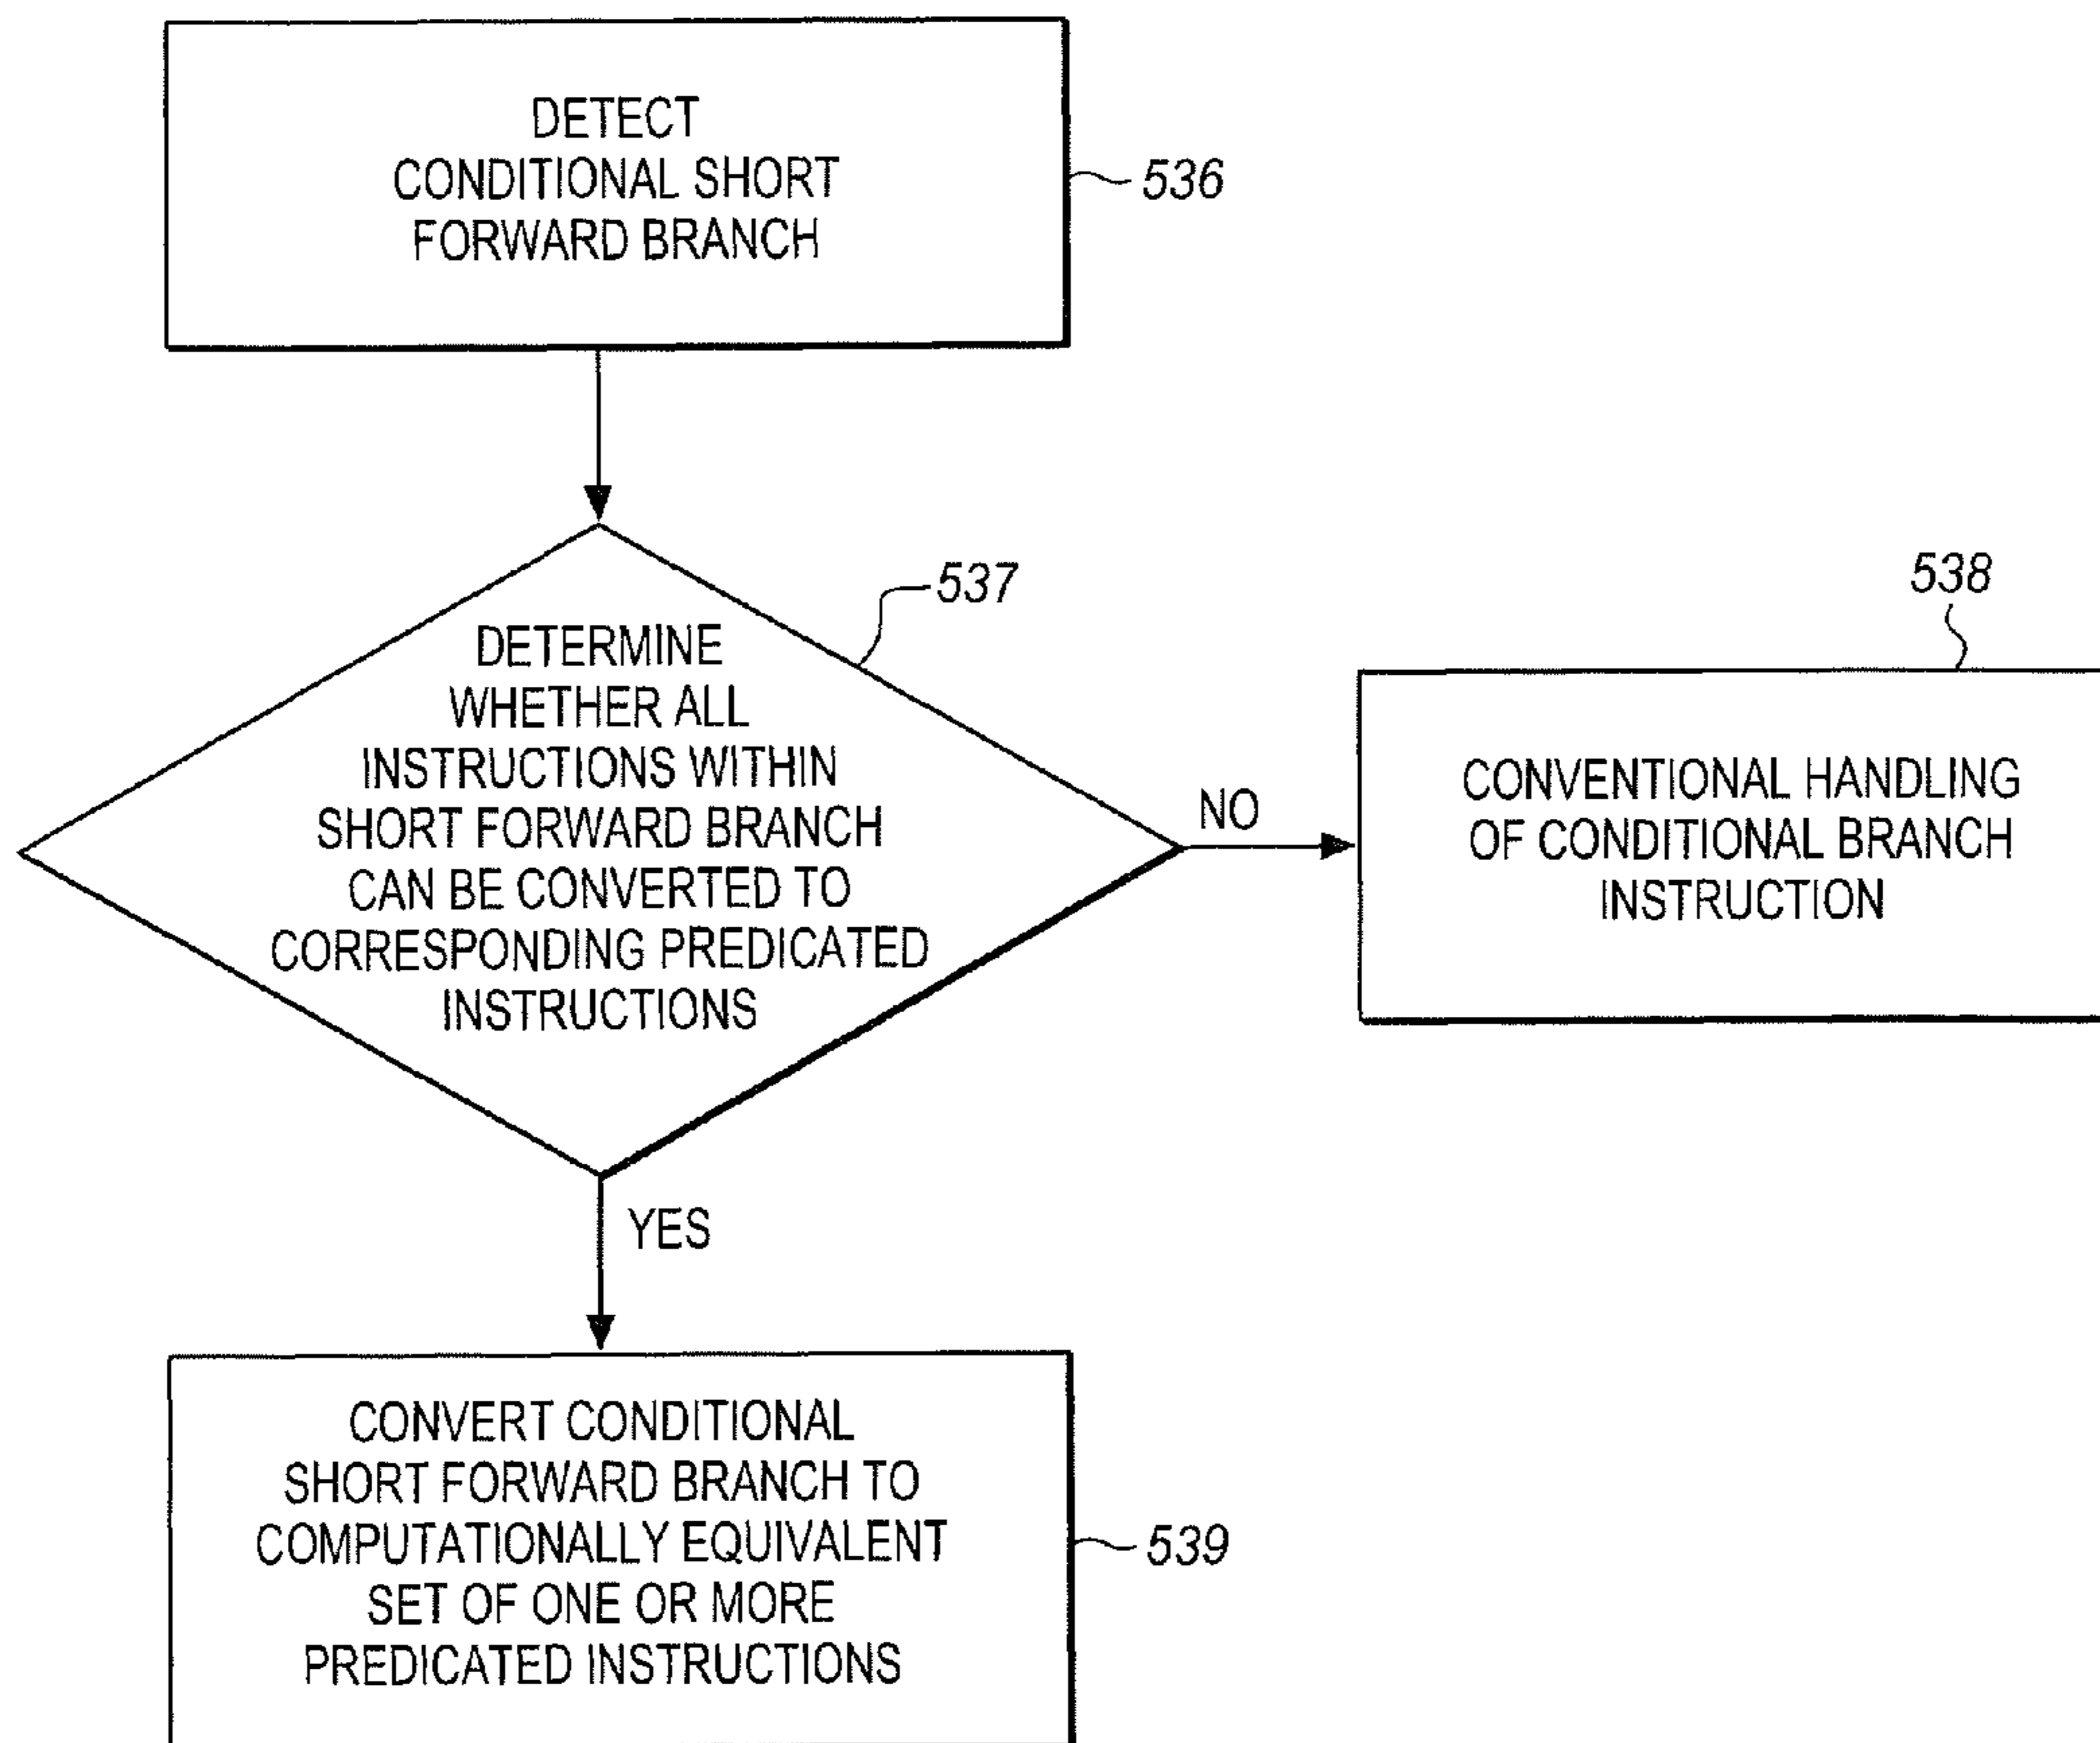 DETECT
CONDITIONAL SHORT
FORWARD BRANCH
536
537
DETERMINE
WHETHER ALL
INSTRUCTIONS WITHIN
SHORT FORWARD BRANCH
CAN BE CONVERTED TO
CORRESPONDING PREDICATED
INSTRUCTIONS
NO
538
CONVENTIONAL HANDLING
OF CONDITIONAL BRANCH
INSTRUCTION
YES
CONVERT CONDITIONAL
SHORT FORWARD BRANCH TO
COMPUTATIONALLY EQUIVALENT
SET OF ONE OR MORE
PREDICATED INSTRUCTIONS
539